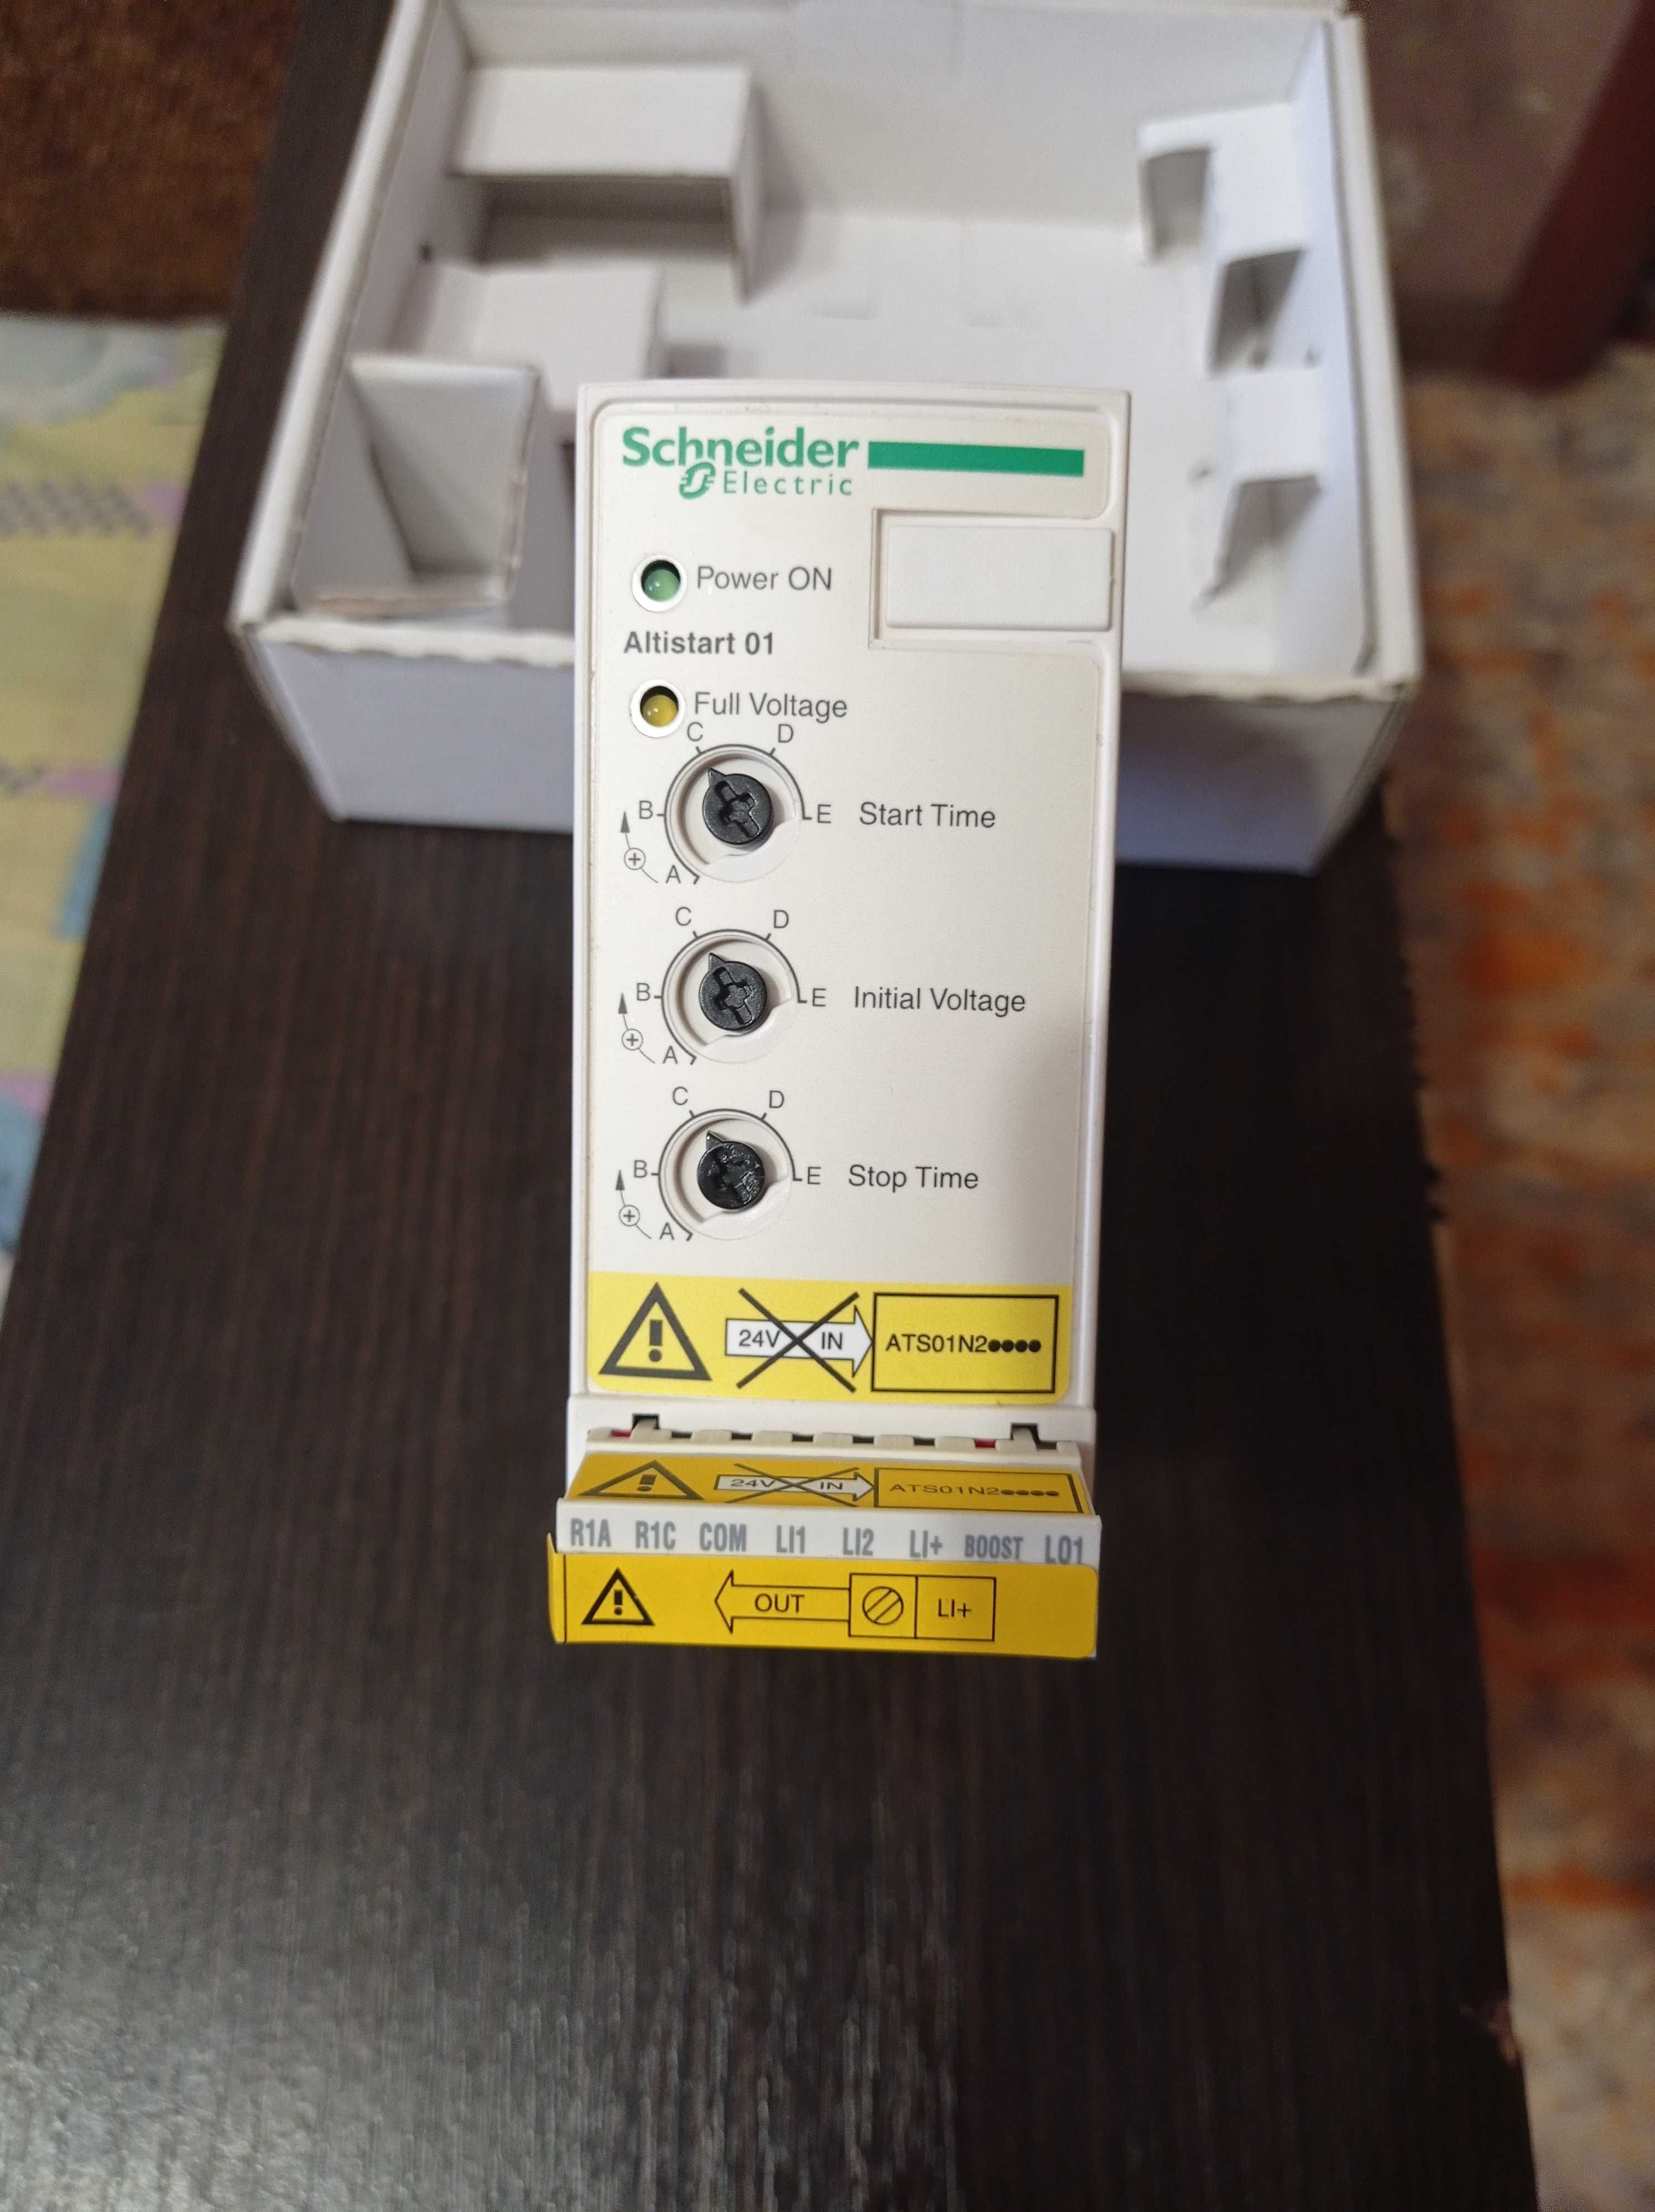 Schneider
Electric
Power ON
Altistart 01
Full Voltage
C D
B E Start Time
A
C D
B E Initial Voltage
A
C D
B E Stop Time
A
24V IN ATS01N2●●●●
24V IN ATS01N2●●●●
R1A R1C COM LI1 LI2 LI+ BOOST LO1
OUT LI+